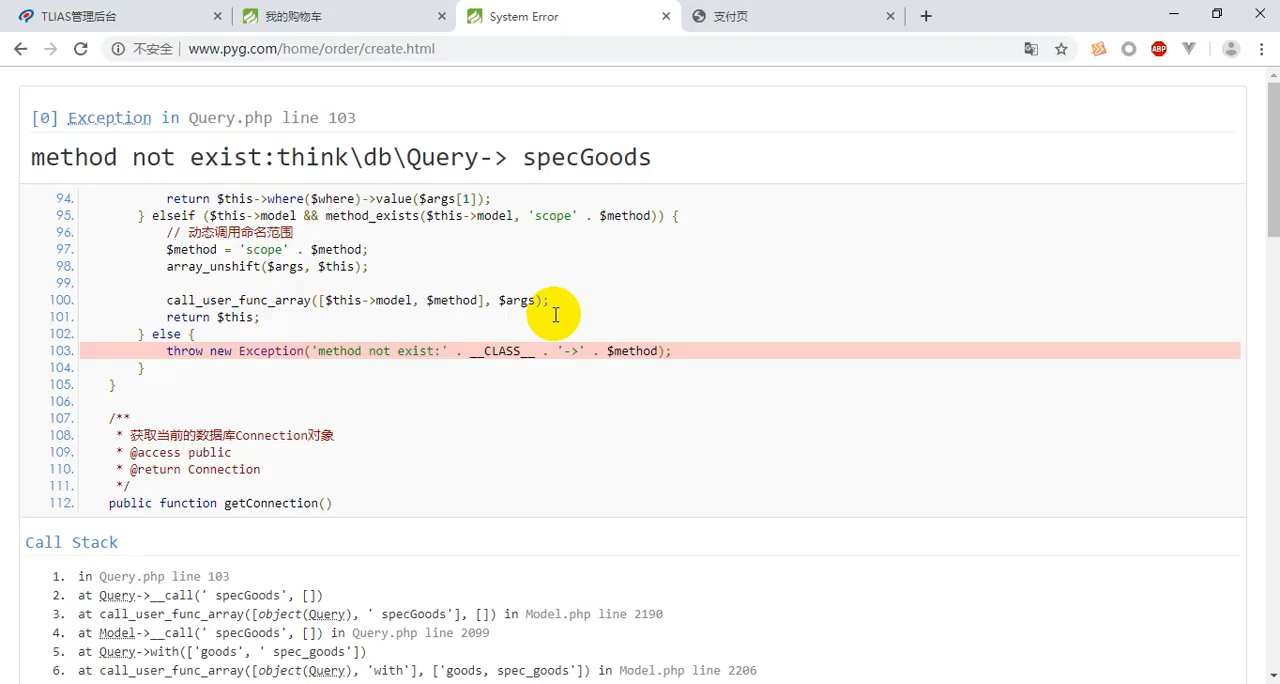 TLIAS管理后台
我的购物车
System Error
支付页
不安全 | www.pyg.com/home/order/create.html
ABP
[0] Exception in Query.php line 103
method not exist:think\db\Query-> specGoods
94. return $this->where($where)->value($args[1]);
95. } elseif ($this->model && method_exists($this->model, 'scope' . $method)) {
96. // 动态调用命名范围
97. $method = 'scope' . $method;
98. array_unshift($args, $this);
99.
100. call_user_func_array([$this->model, $method], $args);
101. return $this;
102. } else {
103. throw new Exception('method not exist:' . __CLASS__ . '->' . $method);
104. }
105. }
106.
107. /**
108. * 获取当前的数据库Connection对象
109. * @access public
110. * @return Connection
111. */
112. public function getConnection()
Call Stack
1. in Query.php line 103
2. at Query->__call(' specGoods', [])
3. at call_user_func_array([object(Query), ' specGoods'], []) in Model.php line 2190
4. at Model->__call(' specGoods', []) in Query.php line 2099
5. at Query->with(['goods', ' spec_goods'])
6. at call_user_func_array([object(Query), 'with'], ['goods, spec_goods']) in Model.php line 2206